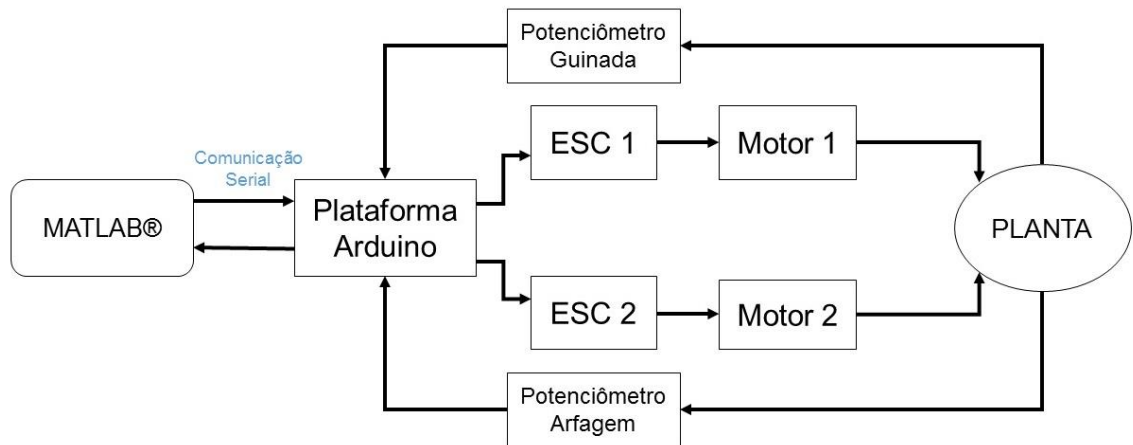 Potenciômetro
Guinada
ESC 1
Motor 1
Comunicação
Serial
MATLAB®
Plataforma
Arduino
PLANTA
ESC 2
Motor 2
Potenciômetro
Arfagem